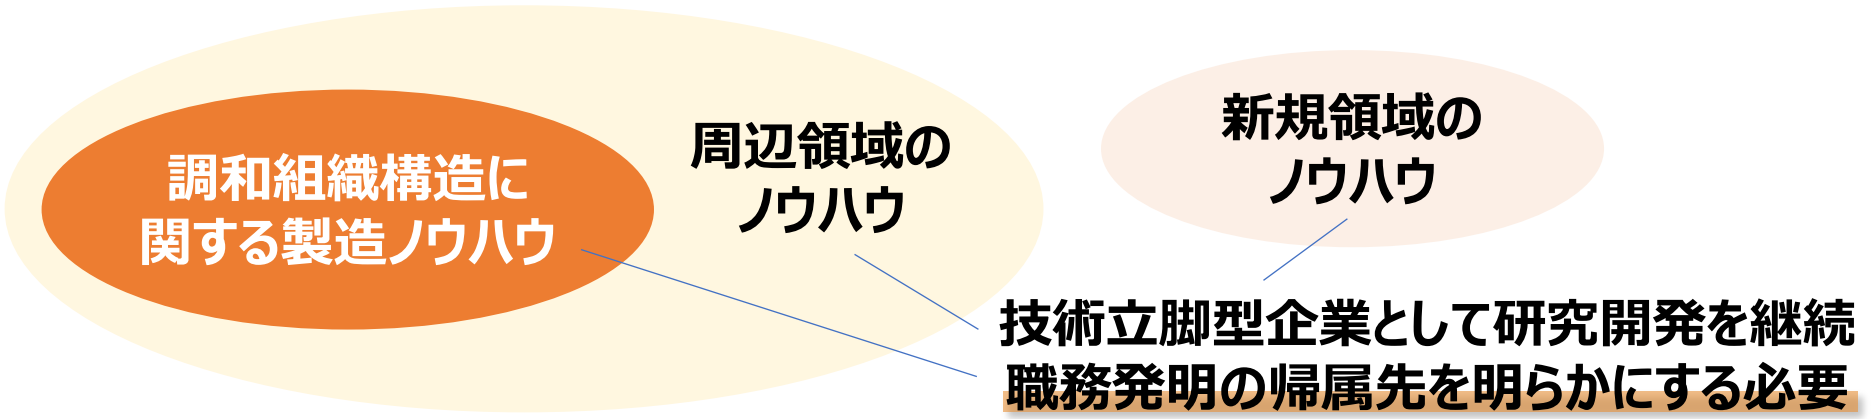 調和組織構造に
関する製造ノウハウ
周辺領域の
ノウハウ
新規領域の
ノウハウ
技術立脚型企業として研究開発を継続
職務発明の帰属先を明らかにする必要